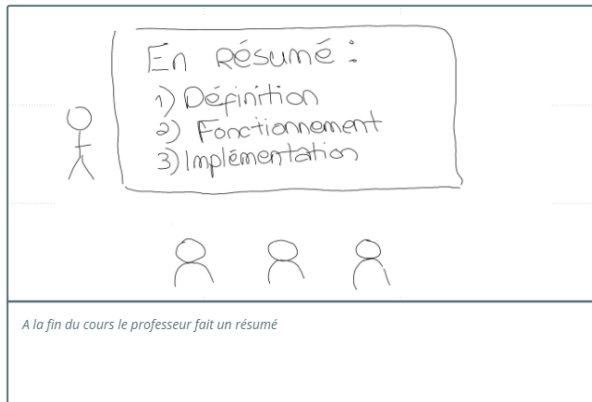 En Résumé :
1) Définition
2) Fonctionnement
3) Implémentation
A la fin du cours le professeur fait un résumé